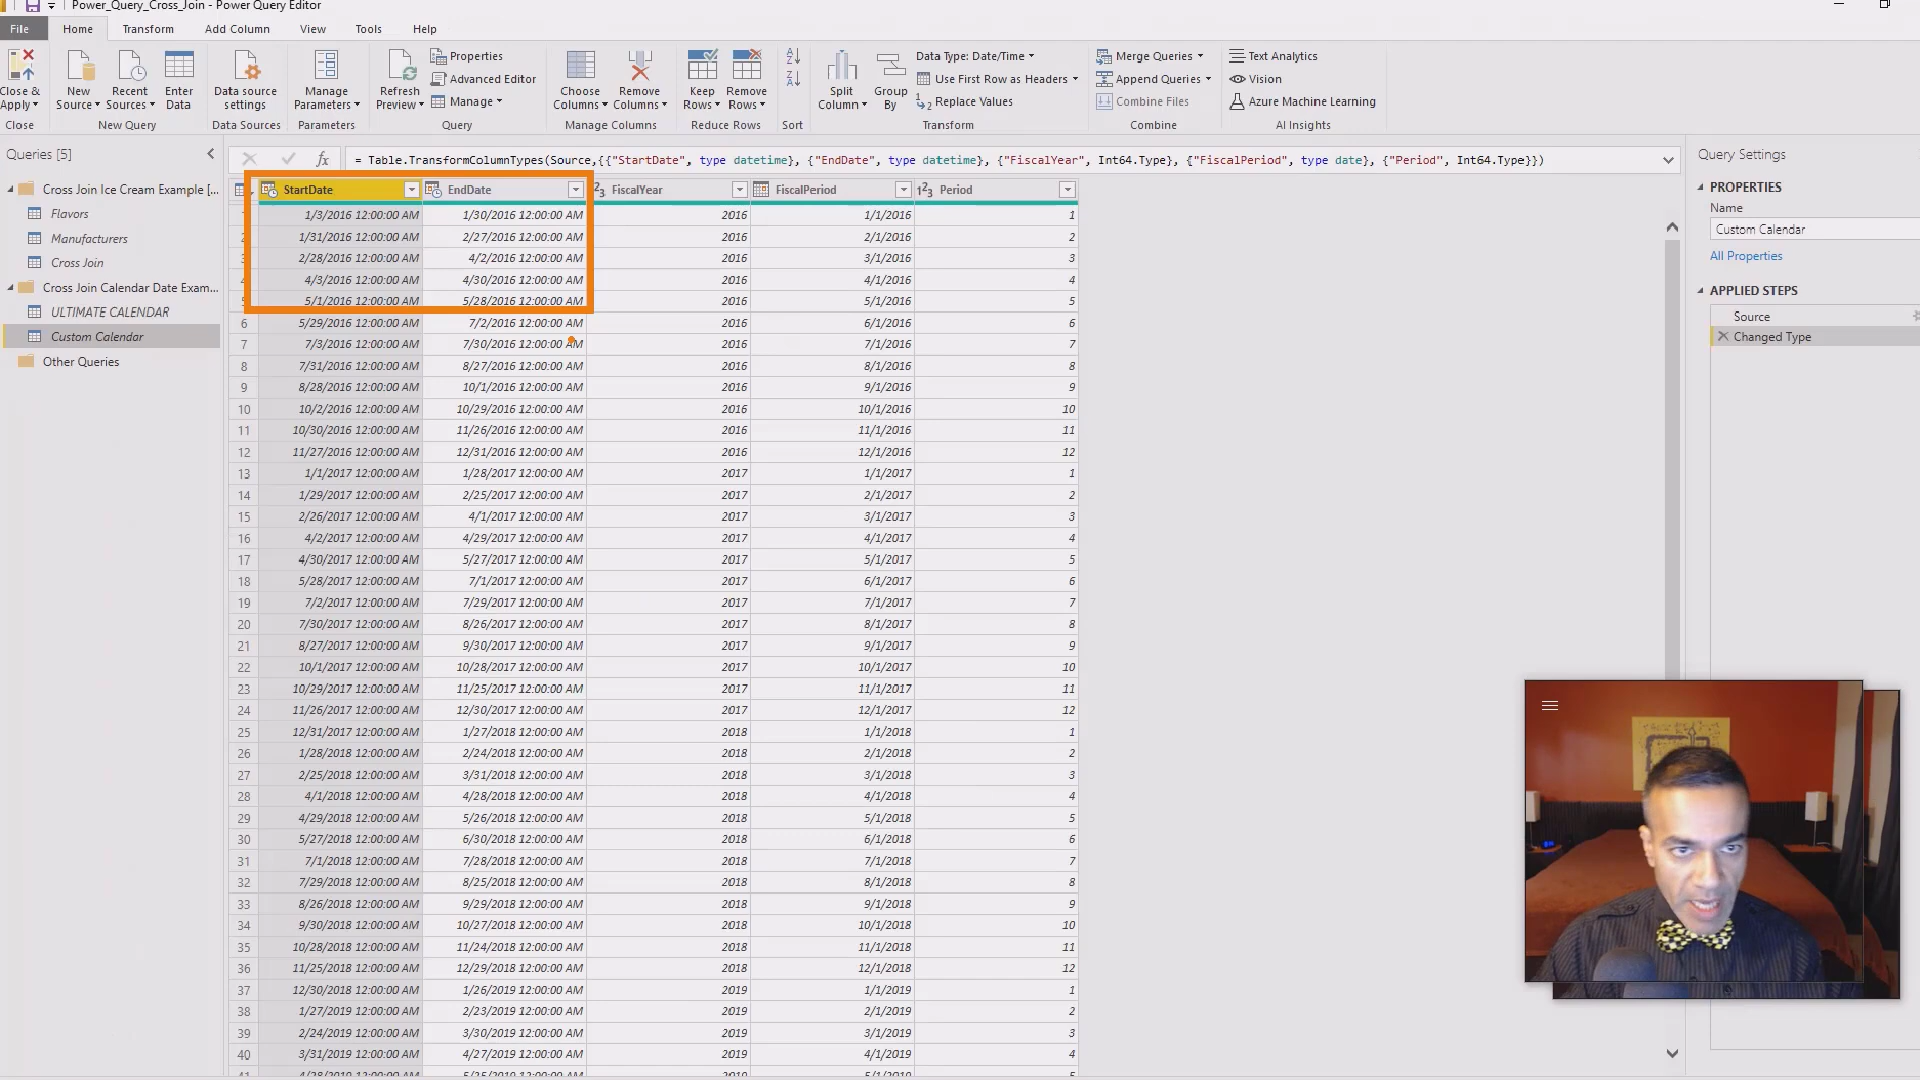 Power_Query_Cross_Join - Power Query Editor
File Home Transform Add Column View Tools Help
Close & Apply
New Source
Recent Sources
Enter Data
Data source settings
Manage Parameters
Refresh Preview
Properties
Advanced Editor
Manage
Choose Columns
Remove Columns
Keep Rows
Remove Rows
Split Column
Group By
Data Type: Date/Time
Use First Row as Headers
Replace Values
Merge Queries
Append Queries
Combine Files
Text Analytics
Vision
Azure Machine Learning
Close New Query Data Sources Parameters Query Manage Columns Reduce Rows Sort Transform Combine AI Insights
Queries [5]
Cross Join Ice Cream Example [...
Flavors
Manufacturers
Cross Join
Cross Join Calendar Date Exam...
ULTIMATE CALENDAR
Custom Calendar
Other Queries
= Table.TransformColumnTypes(Source,{{"StartDate", type datetime}, {"EndDate", type datetime}, {"FiscalYear", Int64.Type}, {"FiscalPeriod", type date}, {"Period", Int64.Type}})
StartDate EndDate FiscalYear FiscalPeriod Period
1/3/2016 12:00:00 AM 1/30/2016 12:00:00 AM 2016 1/1/2016 1
1/31/2016 12:00:00 AM 2/27/2016 12:00:00 AM 2016 2/1/2016 2
2/28/2016 12:00:00 AM 4/2/2016 12:00:00 AM 2016 3/1/2016 3
4/3/2016 12:00:00 AM 4/30/2016 12:00:00 AM 2016 4/1/2016 4
5/1/2016 12:00:00 AM 5/28/2016 12:00:00 AM 2016 5/1/2016 5
6 5/29/2016 12:00:00 AM 7/2/2016 12:00:00 AM 2016 6/1/2016 6
7 7/3/2016 12:00:00 AM 7/30/2016 12:00:00 AM 2016 7/1/2016 7
8 7/31/2016 12:00:00 AM 8/27/2016 12:00:00 AM 2016 8/1/2016 8
9 8/28/2016 12:00:00 AM 10/1/2016 12:00:00 AM 2016 9/1/2016 9
10 10/2/2016 12:00:00 AM 10/29/2016 12:00:00 AM 2016 10/1/2016 10
11 10/30/2016 12:00:00 AM 11/26/2016 12:00:00 AM 2016 11/1/2016 11
12 11/27/2016 12:00:00 AM 12/31/2016 12:00:00 AM 2016 12/1/2016 12
13 1/1/2017 12:00:00 AM 1/28/2017 12:00:00 AM 2017 1/1/2017 1
14 1/29/2017 12:00:00 AM 2/25/2017 12:00:00 AM 2017 2/1/2017 2
15 2/26/2017 12:00:00 AM 4/1/2017 12:00:00 AM 2017 3/1/2017 3
16 4/2/2017 12:00:00 AM 4/29/2017 12:00:00 AM 2017 4/1/2017 4
17 4/30/2017 12:00:00 AM 5/27/2017 12:00:00 AM 2017 5/1/2017 5
18 5/28/2017 12:00:00 AM 7/1/2017 12:00:00 AM 2017 6/1/2017 6
19 7/2/2017 12:00:00 AM 7/29/2017 12:00:00 AM 2017 7/1/2017 7
20 7/30/2017 12:00:00 AM 8/26/2017 12:00:00 AM 2017 8/1/2017 8
21 8/27/2017 12:00:00 AM 9/30/2017 12:00:00 AM 2017 9/1/2017 9
22 10/1/2017 12:00:00 AM 10/28/2017 12:00:00 AM 2017 10/1/2017 10
23 10/29/2017 12:00:00 AM 11/25/2017 12:00:00 AM 2017 11/1/2017 11
24 11/26/2017 12:00:00 AM 12/30/2017 12:00:00 AM 2017 12/1/2017 12
25 12/31/2017 12:00:00 AM 1/27/2018 12:00:00 AM 2018 1/1/2018 1
26 1/28/2018 12:00:00 AM 2/24/2018 12:00:00 AM 2018 2/1/2018 2
27 2/25/2018 12:00:00 AM 3/31/2018 12:00:00 AM 2018 3/1/2018 3
28 4/1/2018 12:00:00 AM 4/28/2018 12:00:00 AM 2018 4/1/2018 4
29 4/29/2018 12:00:00 AM 5/26/2018 12:00:00 AM 2018 5/1/2018 5
30 5/27/2018 12:00:00 AM 6/30/2018 12:00:00 AM 2018 6/1/2018 6
31 7/1/2018 12:00:00 AM 7/28/2018 12:00:00 AM 2018 7/1/2018 7
32 7/29/2018 12:00:00 AM 8/25/2018 12:00:00 AM 2018 8/1/2018 8
33 8/26/2018 12:00:00 AM 9/29/2018 12:00:00 AM 2018 9/1/2018 9
34 9/30/2018 12:00:00 AM 10/27/2018 12:00:00 AM 2018 10/1/2018 10
35 10/28/2018 12:00:00 AM 11/24/2018 12:00:00 AM 2018 11/1/2018 11
36 11/25/2018 12:00:00 AM 12/29/2018 12:00:00 AM 2018 12/1/2018 12
37 12/30/2018 12:00:00 AM 1/26/2019 12:00:00 AM 2019 1/1/2019 1
38 1/27/2019 12:00:00 AM 2/23/2019 12:00:00 AM 2019 2/1/2019 2
39 2/24/2019 12:00:00 AM 3/30/2019 12:00:00 AM 2019 3/1/2019 3
40 3/31/2019 12:00:00 AM 4/27/2019 12:00:00 AM 2019 4/1/2019 4
Query Settings
PROPERTIES
Name
Custom Calendar
All Properties
APPLIED STEPS
Source
Changed Type